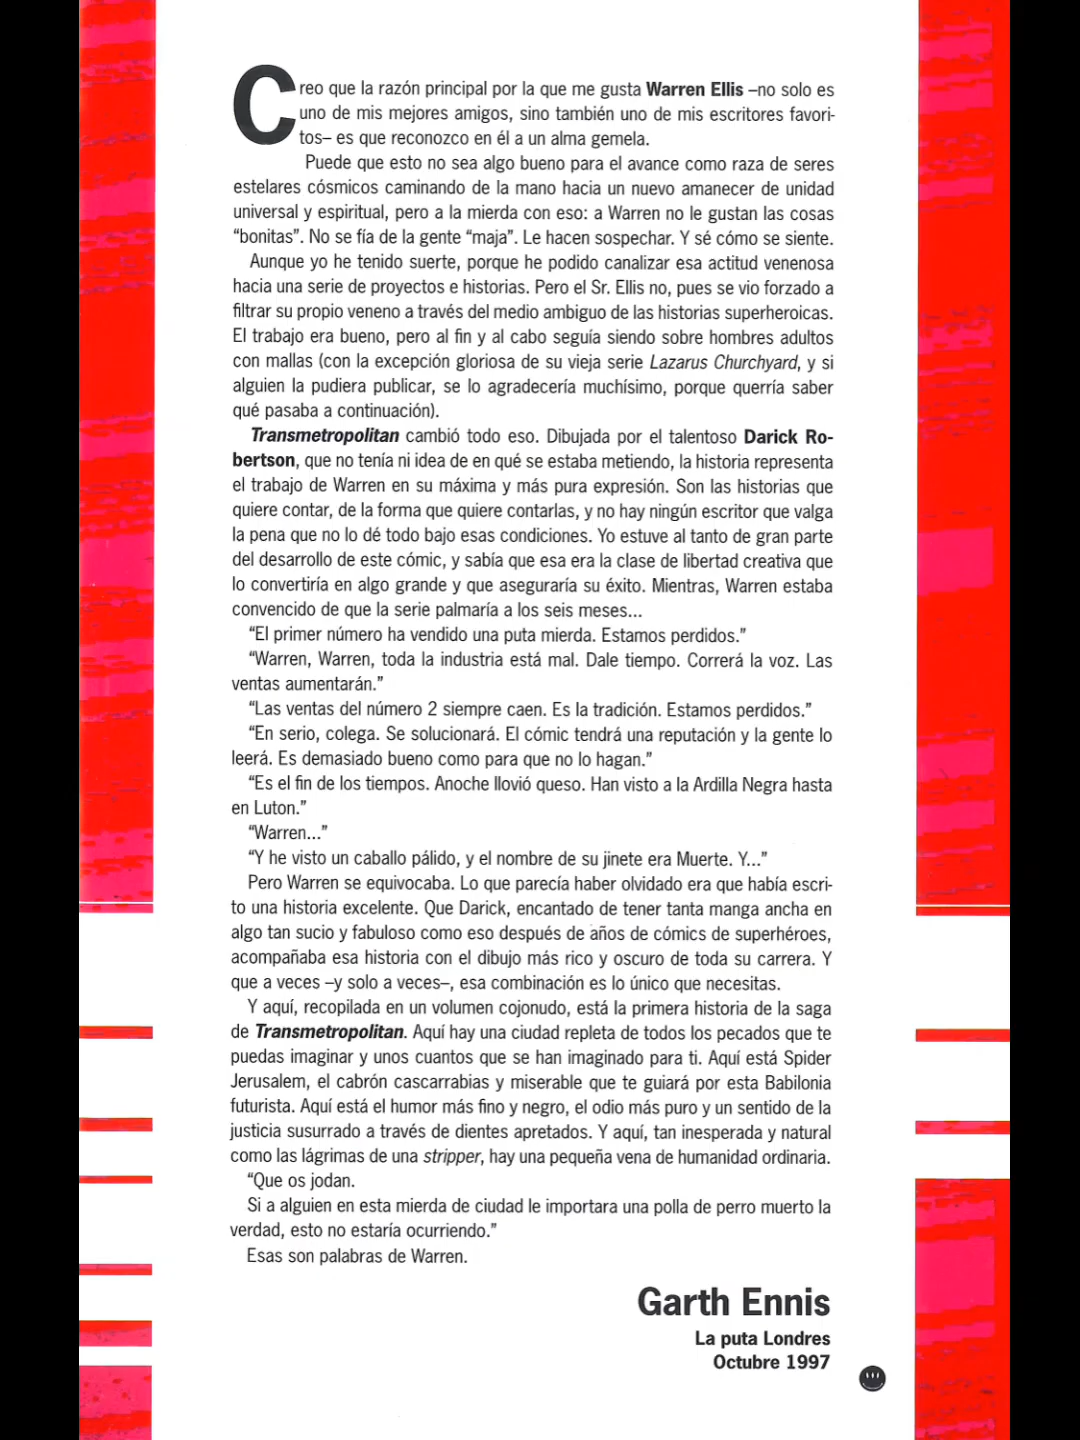 Creo que la razón principal por la que me gusta Warren Ellis –no solo es
uno de mis mejores amigos, sino también uno de mis escritores favori-
tos– es que reconozco en él a un alma gemela.
Puede que esto no sea algo bueno para el avance como raza de seres
estelares cósmicos caminando de la mano hacia un nuevo amanecer de unidad
universal y espiritual, pero a la mierda con eso: a Warren no le gustan las cosas
“bonitas”. No se fía de la gente “maja”. Le hacen sospechar. Y sé cómo se siente.
Aunque yo he tenido suerte, porque he podido canalizar esa actitud venenosa
hacia una serie de proyectos e historias. Pero el Sr. Ellis no, pues se vio forzado a
filtrar su propio veneno a través del medio ambiguo de las historias superheroicas.
El trabajo era bueno, pero al fin y al cabo seguía siendo sobre hombres adultos
con mallas (con la excepción gloriosa de su vieja serie Lazarus Churchyard, y si
alguien la pudiera publicar, se lo agradecería muchísimo, porque querría saber
qué pasaba a continuación).
Transmetropolitan cambió todo eso. Dibujada por el talentoso Darick Ro-
bertson, que no tenía ni idea de en qué se estaba metiendo, la historia representa
el trabajo de Warren en su máxima y más pura expresión. Son las historias que
quiere contar, de la forma que quiere contarlas, y no hay ningún escritor que valga
la pena que no lo dé todo bajo esas condiciones. Yo estuve al tanto de gran parte
del desarrollo de este cómic, y sabía que esa era la clase de libertad creativa que
lo convertiría en algo grande y que aseguraría su éxito. Mientras, Warren estaba
convencido de que la serie palmaría a los seis meses...
“El primer número ha vendido una puta mierda. Estamos perdidos.”
“Warren, Warren, toda la industria está mal. Dale tiempo. Correrá la voz. Las
ventas aumentarán.”
“Las ventas del número 2 siempre caen. Es la tradición. Estamos perdidos.”
“En serio, colega. Se solucionará. El cómic tendrá una reputación y la gente lo
leerá. Es demasiado bueno como para que no lo hagan.”
“Es el fin de los tiempos. Anoche llovió queso. Han visto a la Ardilla Negra hasta
en Luton.”
“Warren...”
“Y he visto un caballo pálido, y el nombre de su jinete era Muerte. Y...”
Pero Warren se equivocaba. Lo que parecía haber olvidado era que había escri-
to una historia excelente. Que Darick, encantado de tener tanta manga ancha en
algo tan sucio y fabuloso como eso después de años de cómics de superhéroes,
acompañaba esa historia con el dibujo más rico y oscuro de toda su carrera. Y
que a veces –y solo a veces–, esa combinación es lo único que necesitas.
Y aquí, recopilada en un volumen cojonudo, está la primera historia de la saga
de Transmetropolitan. Aquí hay una ciudad repleta de todos los pecados que te
puedas imaginar y unos cuantos que se han imaginado para ti. Aquí está Spider
Jerusalem, el cabrón cascarrabias y miserable que te guiará por esta Babilonia
futurista. Aquí está el humor más fino y negro, el odio más puro y un sentido de la
justicia susurrado a través de dientes apretados. Y aquí, tan inesperada y natural
como las lágrimas de una stripper, hay una pequeña vena de humanidad ordinaria.
“Que os jodan.
Si a alguien en esta mierda de ciudad le importara una polla de perro muerto la
verdad, esto no estaría ocurriendo.”
Esas son palabras de Warren.
Garth Ennis
La puta Londres
Octubre 1997